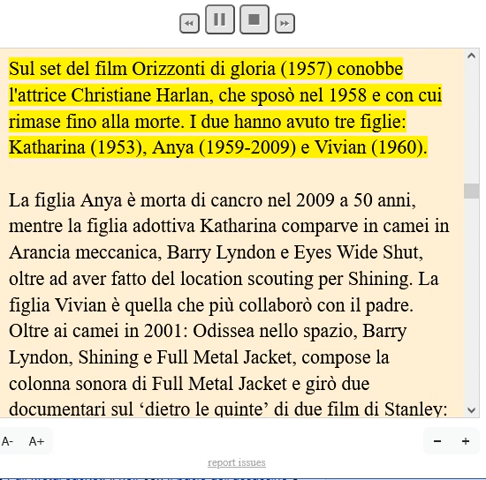 Sul set del film Orizzonti di gloria (1957) conobbe
l'attrice Christiane Harlan, che sposò nel 1958 e con cui
rimase fino alla morte. I due hanno avuto tre figlie:
Katharina (1953), Anya (1959-2009) e Vivian (1960).
La figlia Anya è morta di cancro nel 2009 a 50 anni,
mentre la figlia adottiva Katharina comparve in camei in
Arancia meccanica, Barry Lyndon e Eyes Wide Shut,
oltre ad aver fatto del location scouting per Shining. La
figlia Vivian è quella che più collaborò con il padre.
Oltre ai camei in 2001: Odissea nello spazio, Barry
Lyndon, Shining e Full Metal Jacket, compose la
colonna sonora di Full Metal Jacket e girò due
documentari sul ‘dietro le quinte’ di due film di Stanley:
A- A+ - +
report issues